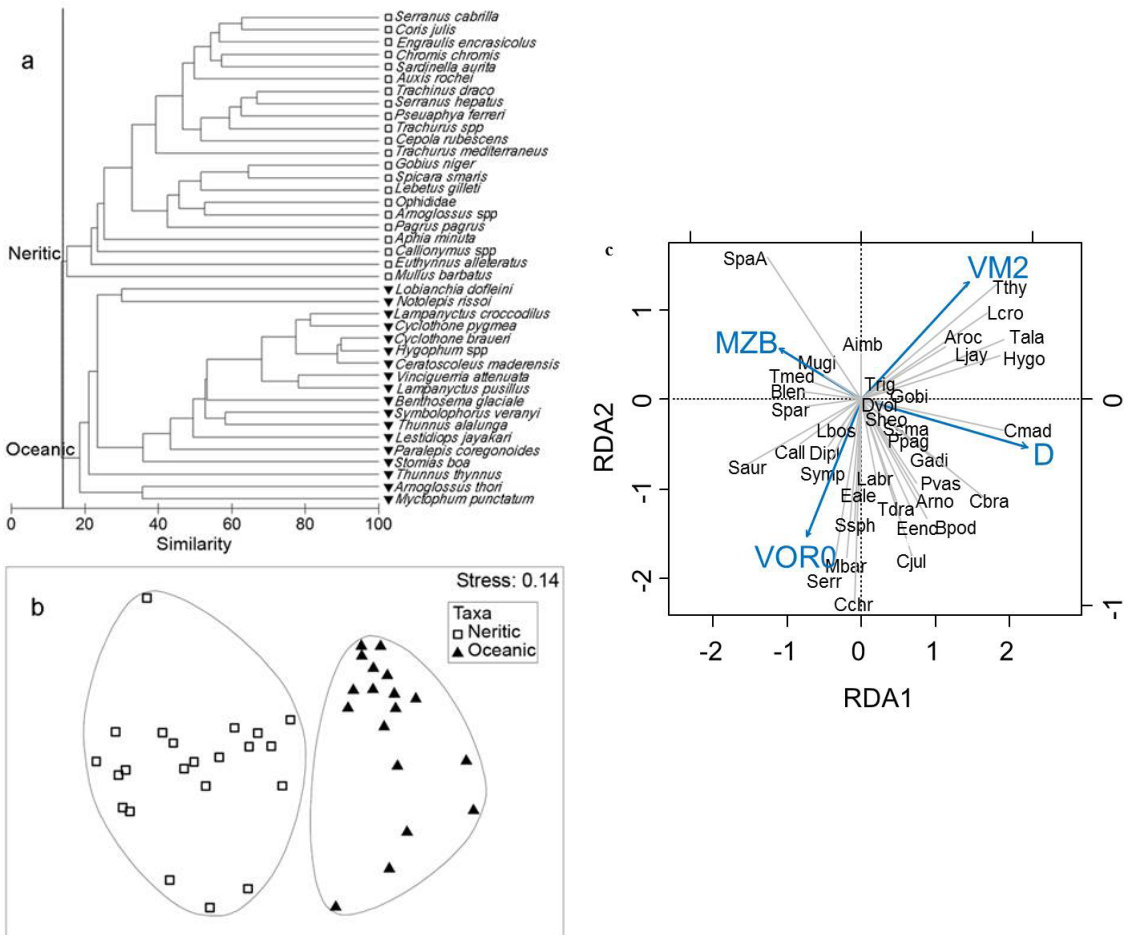 a
Serranus cabrilla
Coris julis
Engraulis encrasicolus
Chromis chromis
Sardinella aurita
Auxis rochei
Trachinus draco
Serranus hepatus
Pseuaphya ferreri
Trachurus spp
Cepola rubescens
Trachurus mediterraneus
Gobius niger
Spicara smaris
Lebetus gilleti
Ophididae
Arnoglossus spp
Pagrus pagrus
Aphia minuta
Callionymus spp
Euthynnus alleteratus
Mullus barbatus
Lobianchia dofleini
Notolepis rissoi
Lampanyctus croccodilus
Cyclothone pygmea
Cyclothone braueri
Hygophum spp
Ceratoscoleus maderensis
Vinciguerria attenuata
Lampanyctus pusillus
Benthosema glaciale
Symbolophorus veranyi
Thunnus alalunga
Lestidiops jayakari
Paralepis coregonoides
Stomias boa
Thunnus thynnus
Arnoglossus thori
Myctophum punctatum
Neritic
Oceanic
0 20 40 60 80 100
Similarity
b
Stress: 0.14
Taxa
Neritic
Oceanic
c
SpaA
VM2
Tthy
Lcro
MZB
Aimb
Aroc
Tala
Ljay
Hygo
Mugi
Tmed
Trig
Blen
Gobi
Spar
Dvol
Sheo
Lbos
Ssma
Cmad
Ppag
D
Call
Dipl
Gadi
Saur
Symp
Labr
Pvas
Eale
Arno
Cbra
Tdra
Ssph
Eenc
Bpod
VOR0
Mbar
Cjul
Serr
Cchr
1
0
-1
-2
RDA2
0
-1
-2 -1 0 1 2
RDA1